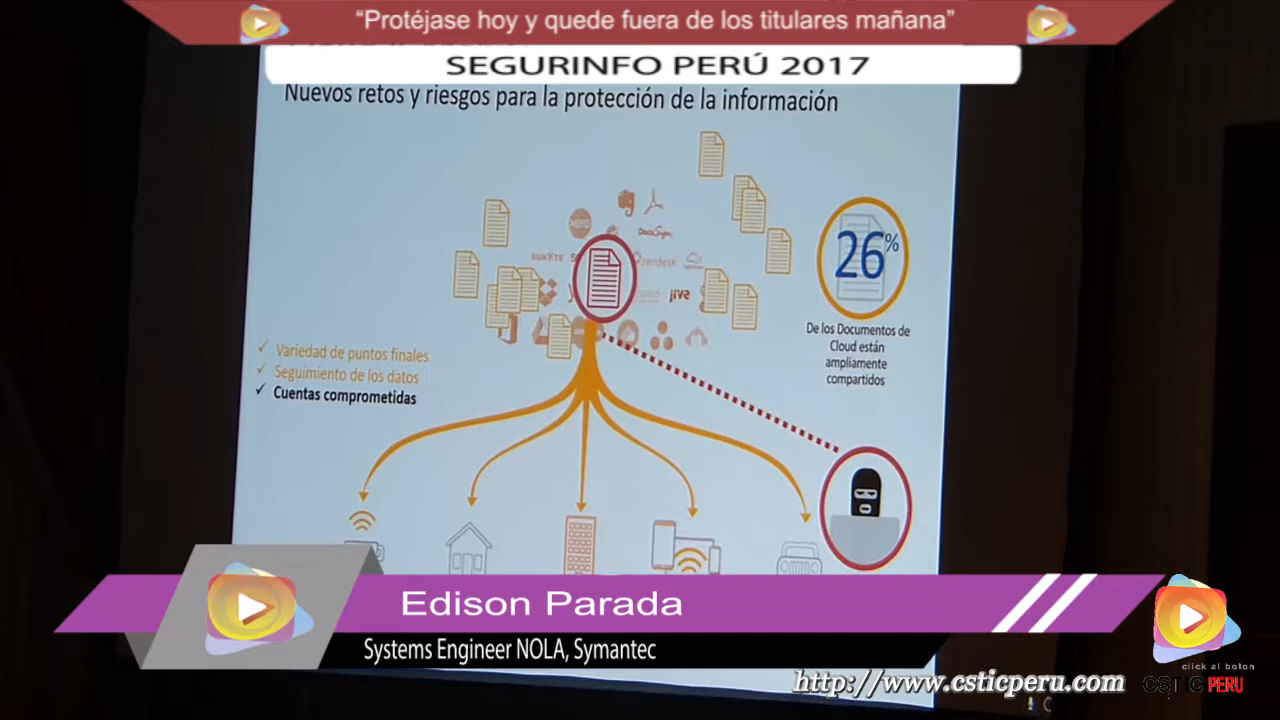 “Protéjase hoy y quede fuera de los titulares mañana”
SEGURINFO PERÚ 2017
Nuevos retos y riesgos para la protección de la información
DocuSign
zendesk
jive
26%
De los Documentos de
Cloud están
ampliamente
compartidos
✓ Variedad de puntos finales
✓ Seguimiento de los datos
✓ Cuentas comprometidas
Edison Parada
Systems Engineer NOLA, Symantec
click al boton
http://www.csticperu.com
CSTIC PERU